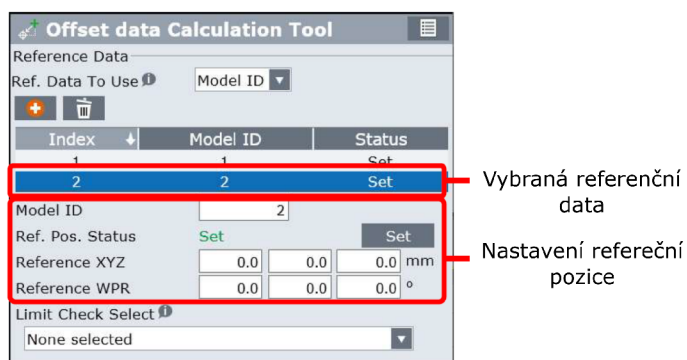 Offset data Calculation Tool
Reference Data
Ref. Data To Use Model ID
Index Model ID Status
1 1 Set
2 2 Set
Model ID 2
Ref. Pos. Status Set Set
Reference XYZ 0.0 0.0 0.0 mm
Reference WPR 0.0 0.0 0.0 °
Limit Check Select
None selected
Vybraná referenční
data
Nastavení refereční
pozice